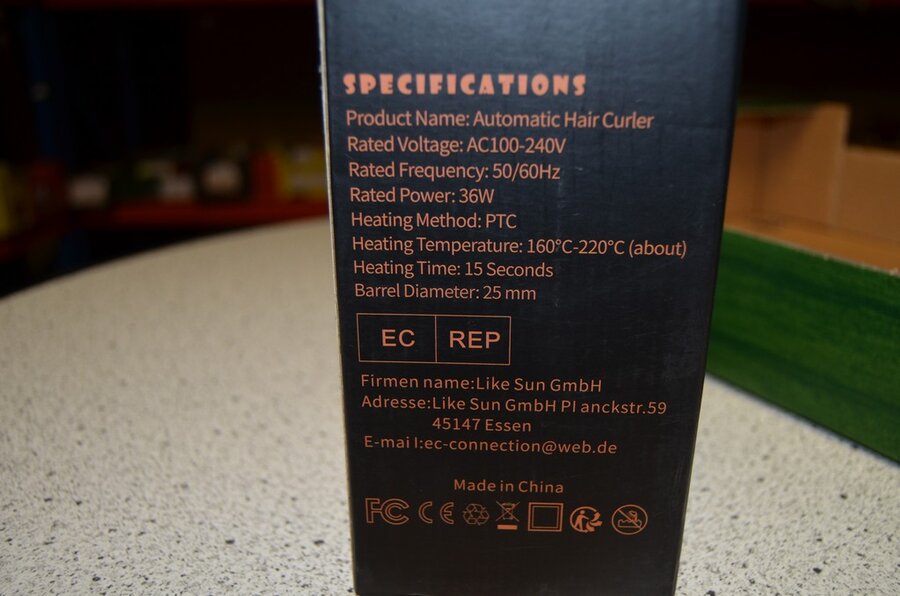 SPECIFICATIONS
Product Name: Automatic Hair Curler
Rated Voltage: AC100-240V
Rated Frequency: 50/60Hz
Rated Power: 36W
Heating Method: PTC
Heating Temperature: 160°C-220°C (about)
Heating Time: 15 Seconds
Barrel Diameter: 25 mm
EC REP
Firmen name:Like Sun GmbH
Adresse:Like Sun GmbH PI anckstr.59
45147 Essen
E-mai l:ec-connection@web.de
Made in China
FC CE